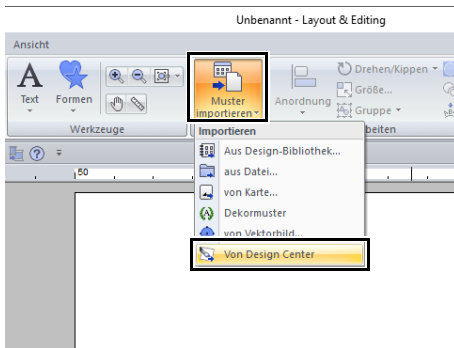 Unbenannt - Layout & Editing
Ansicht
Text
Formen
Muster importieren
Anordnung
Drehen/Kippen
Größe...
Gruppe
Werkzeuge
beiten
Importieren
Aus Design-Bibliothek...
aus Datei...
von Karte...
Dekormuster
von Vektorbild...
Von Design Center
50